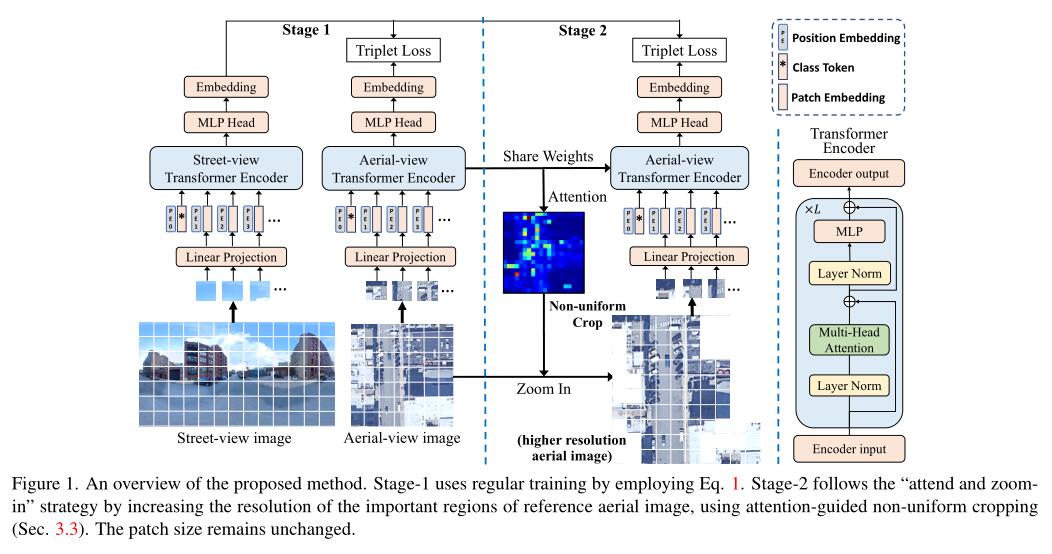 Stage 1
Stage 2
Triplet Loss
Triplet Loss
Embedding
Embedding
Embedding
MLP Head
MLP Head
MLP Head
Street-view
Transformer Encoder
Aerial-view
Transformer Encoder
Share Weights
Aerial-view
Transformer Encoder
Attention
PE0 * PE1 PE2 PE3 ...
PE0 * PE1 PE2 PE3 ...
PE0 * PE1 PE2 PE3 ...
Linear Projection
Linear Projection
Linear Projection
...
...
...
Non-uniform
Crop
Zoom In
Street-view image
Aerial-view image
(higher resolution
aerial image)
PE Position Embedding
* Class Token
Patch Embedding
Transformer
Encoder
Encoder output
×L
MLP
Layer Norm
Multi-Head
Attention
Layer Norm
Encoder input
Figure 1. An overview of the proposed method. Stage-1 uses regular training by employing Eq. 1. Stage-2 follows the “attend and zoom-
in” strategy by increasing the resolution of the important regions of reference aerial image, using attention-guided non-uniform cropping
(Sec. 3.3). The patch size remains unchanged.